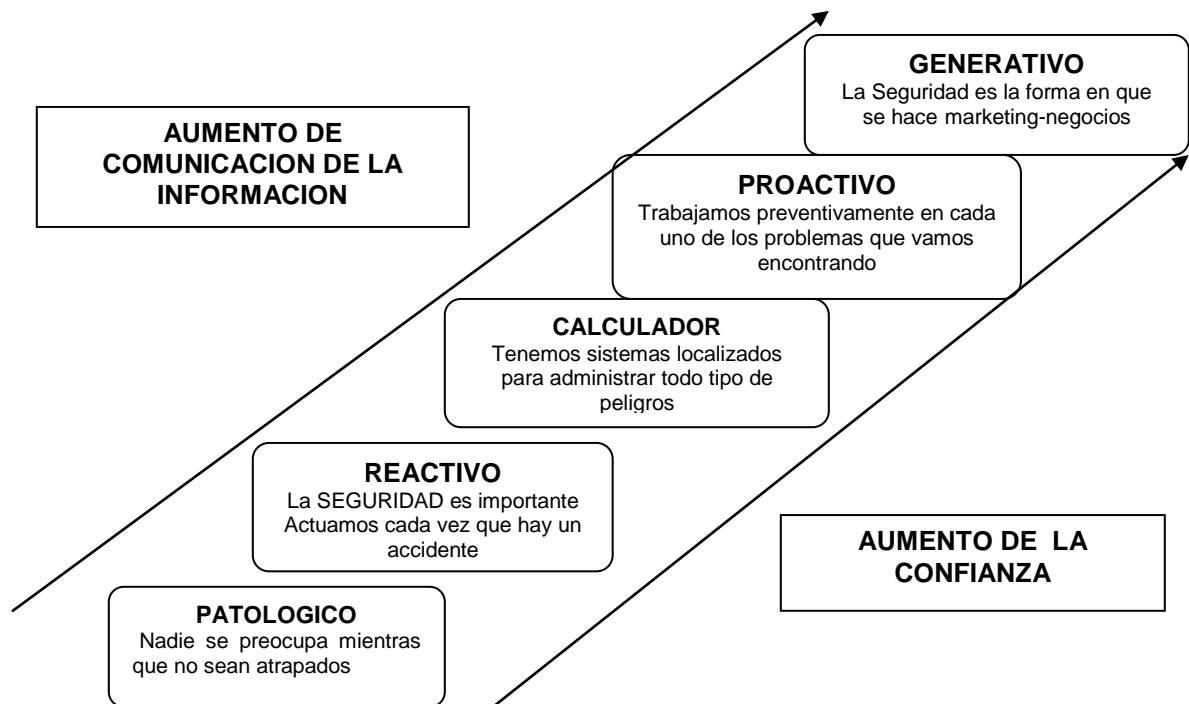 GENERATIVO
La Seguridad es la forma en que
se hace marketing-negocios
AUMENTO DE
COMUNICACION DE LA
INFORMACION
PROACTIVO
Trabajamos preventivamente en cada
uno de los problemas que vamos
encontrando
CALCULADOR
Tenemos sistemas localizados
para administrar todo tipo de
peligros
REACTIVO
La SEGURIDAD es importante
Actuamos cada vez que hay un
accidente
AUMENTO DE LA
CONFIANZA
PATOLOGICO
Nadie se preocupa mientras
que no sean atrapados